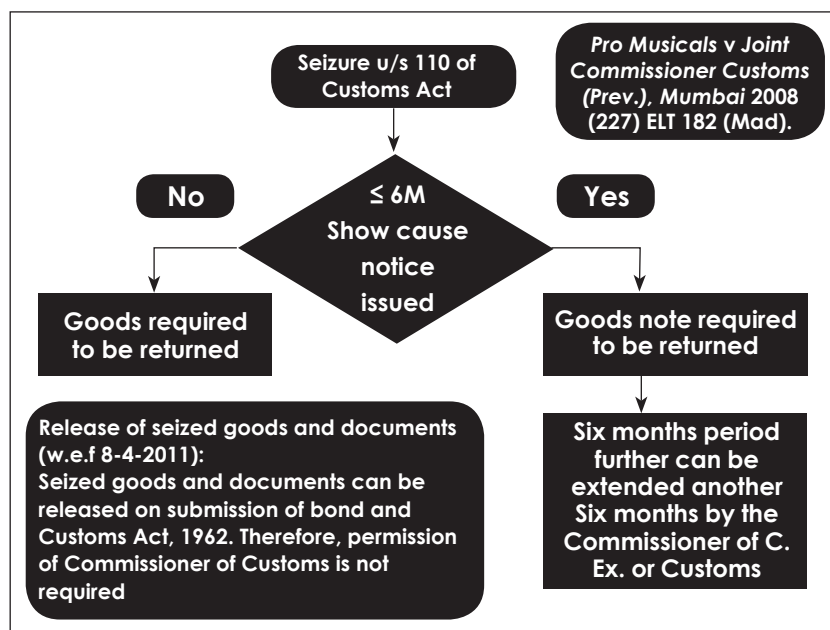 Seizure u/s 110 of
Customs Act
Pro Musicals v Joint
Commissioner Customs
(Prev.), Mumbai 2008
(227) ELT 182 (Mad).
No
≤ 6M
Show cause
notice
issued
Yes
Goods required
to be returned
Goods note required
to be returned
Release of seized goods and documents
(w.e.f 8-4-2011):
Seized goods and documents can be
released on submission of bond and
Customs Act, 1962. Therefore, permission
of Commissioner of Customs is not
required
Six months period
further can be
extended another
Six months by the
Commissioner of C.
Ex. or Customs